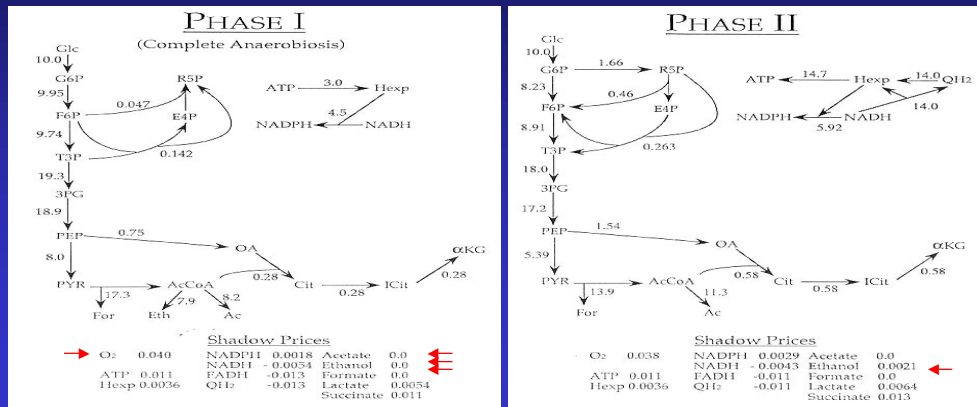 PHASE I
(Complete Anaerobiosis)
Glc
10.0
G6P
R5P
9.95
0.047
F6P
E4P
9.74
0.142
T3P
19.3
3PG
18.9
PEP
0.75
OA
8.0
PYR
17.3
AcCoA
0.28
Cit
0.28
ICit
0.28
αKG
7.9
8.2
For
Eth
Ac
ATP
3.0
Hexp
4.5
NADPH
NADH
Shadow Prices
O2 0.040 NADPH 0.0018 Acetate 0.0
NADH - 0.0054 Ethanol 0.0
ATP 0.011 FADH -0.013 Formate 0.0
Hexp 0.0036 QH2 -0.013 Lactate 0.0054
Succinate 0.011
PHASE II
Glc
10.0
G6P
1.66
R5P
8.23
0.46
F6P
E4P
8.91
0.263
T3P
18.0
3PG
17.2
PEP
1.54
OA
5.39
PYR
13.9
AcCoA
0.58
Cit
0.58
ICit
0.58
αKG
11.3
For
Ac
ATP
14.7
Hexp
14.0
QH2
14.0
NADPH
NADH
5.92
Shadow Prices
O2 0.038 NADPH 0.0029 Acetate 0.0
NADH - 0.0043 Ethanol 0.0021
ATP 0.011 FADH -0.011 Formate 0.0
Hexp 0.0036 QH2 -0.011 Lactate 0.0064
Succinate 0.013